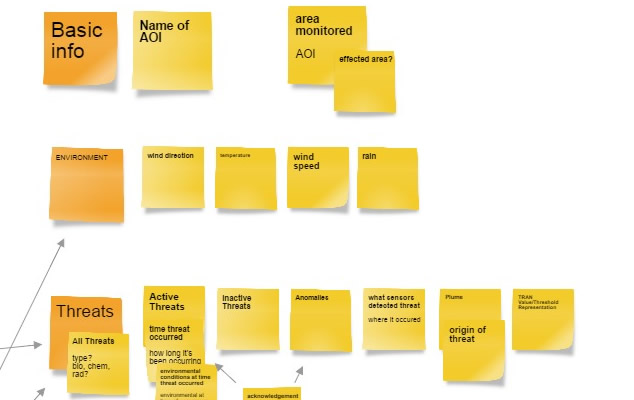 Basic
info
Name of
AOI
area
monitored
AOI
effected area?
ENVIRONMENT
wind direction
temperature
wind
speed
rain
Threats
All Threats
type?
bio, chem,
rad?
Active
Threats
time threat
occurred
how long it's
been occurring
environmental
conditions at time
threat occurred
environmental at
Inactive
Threats
Anomalies
what sensors
detected threat
where it occured
Plume
origin of
threat
TRAN
Value/Threshold
Representation
acknowledgement